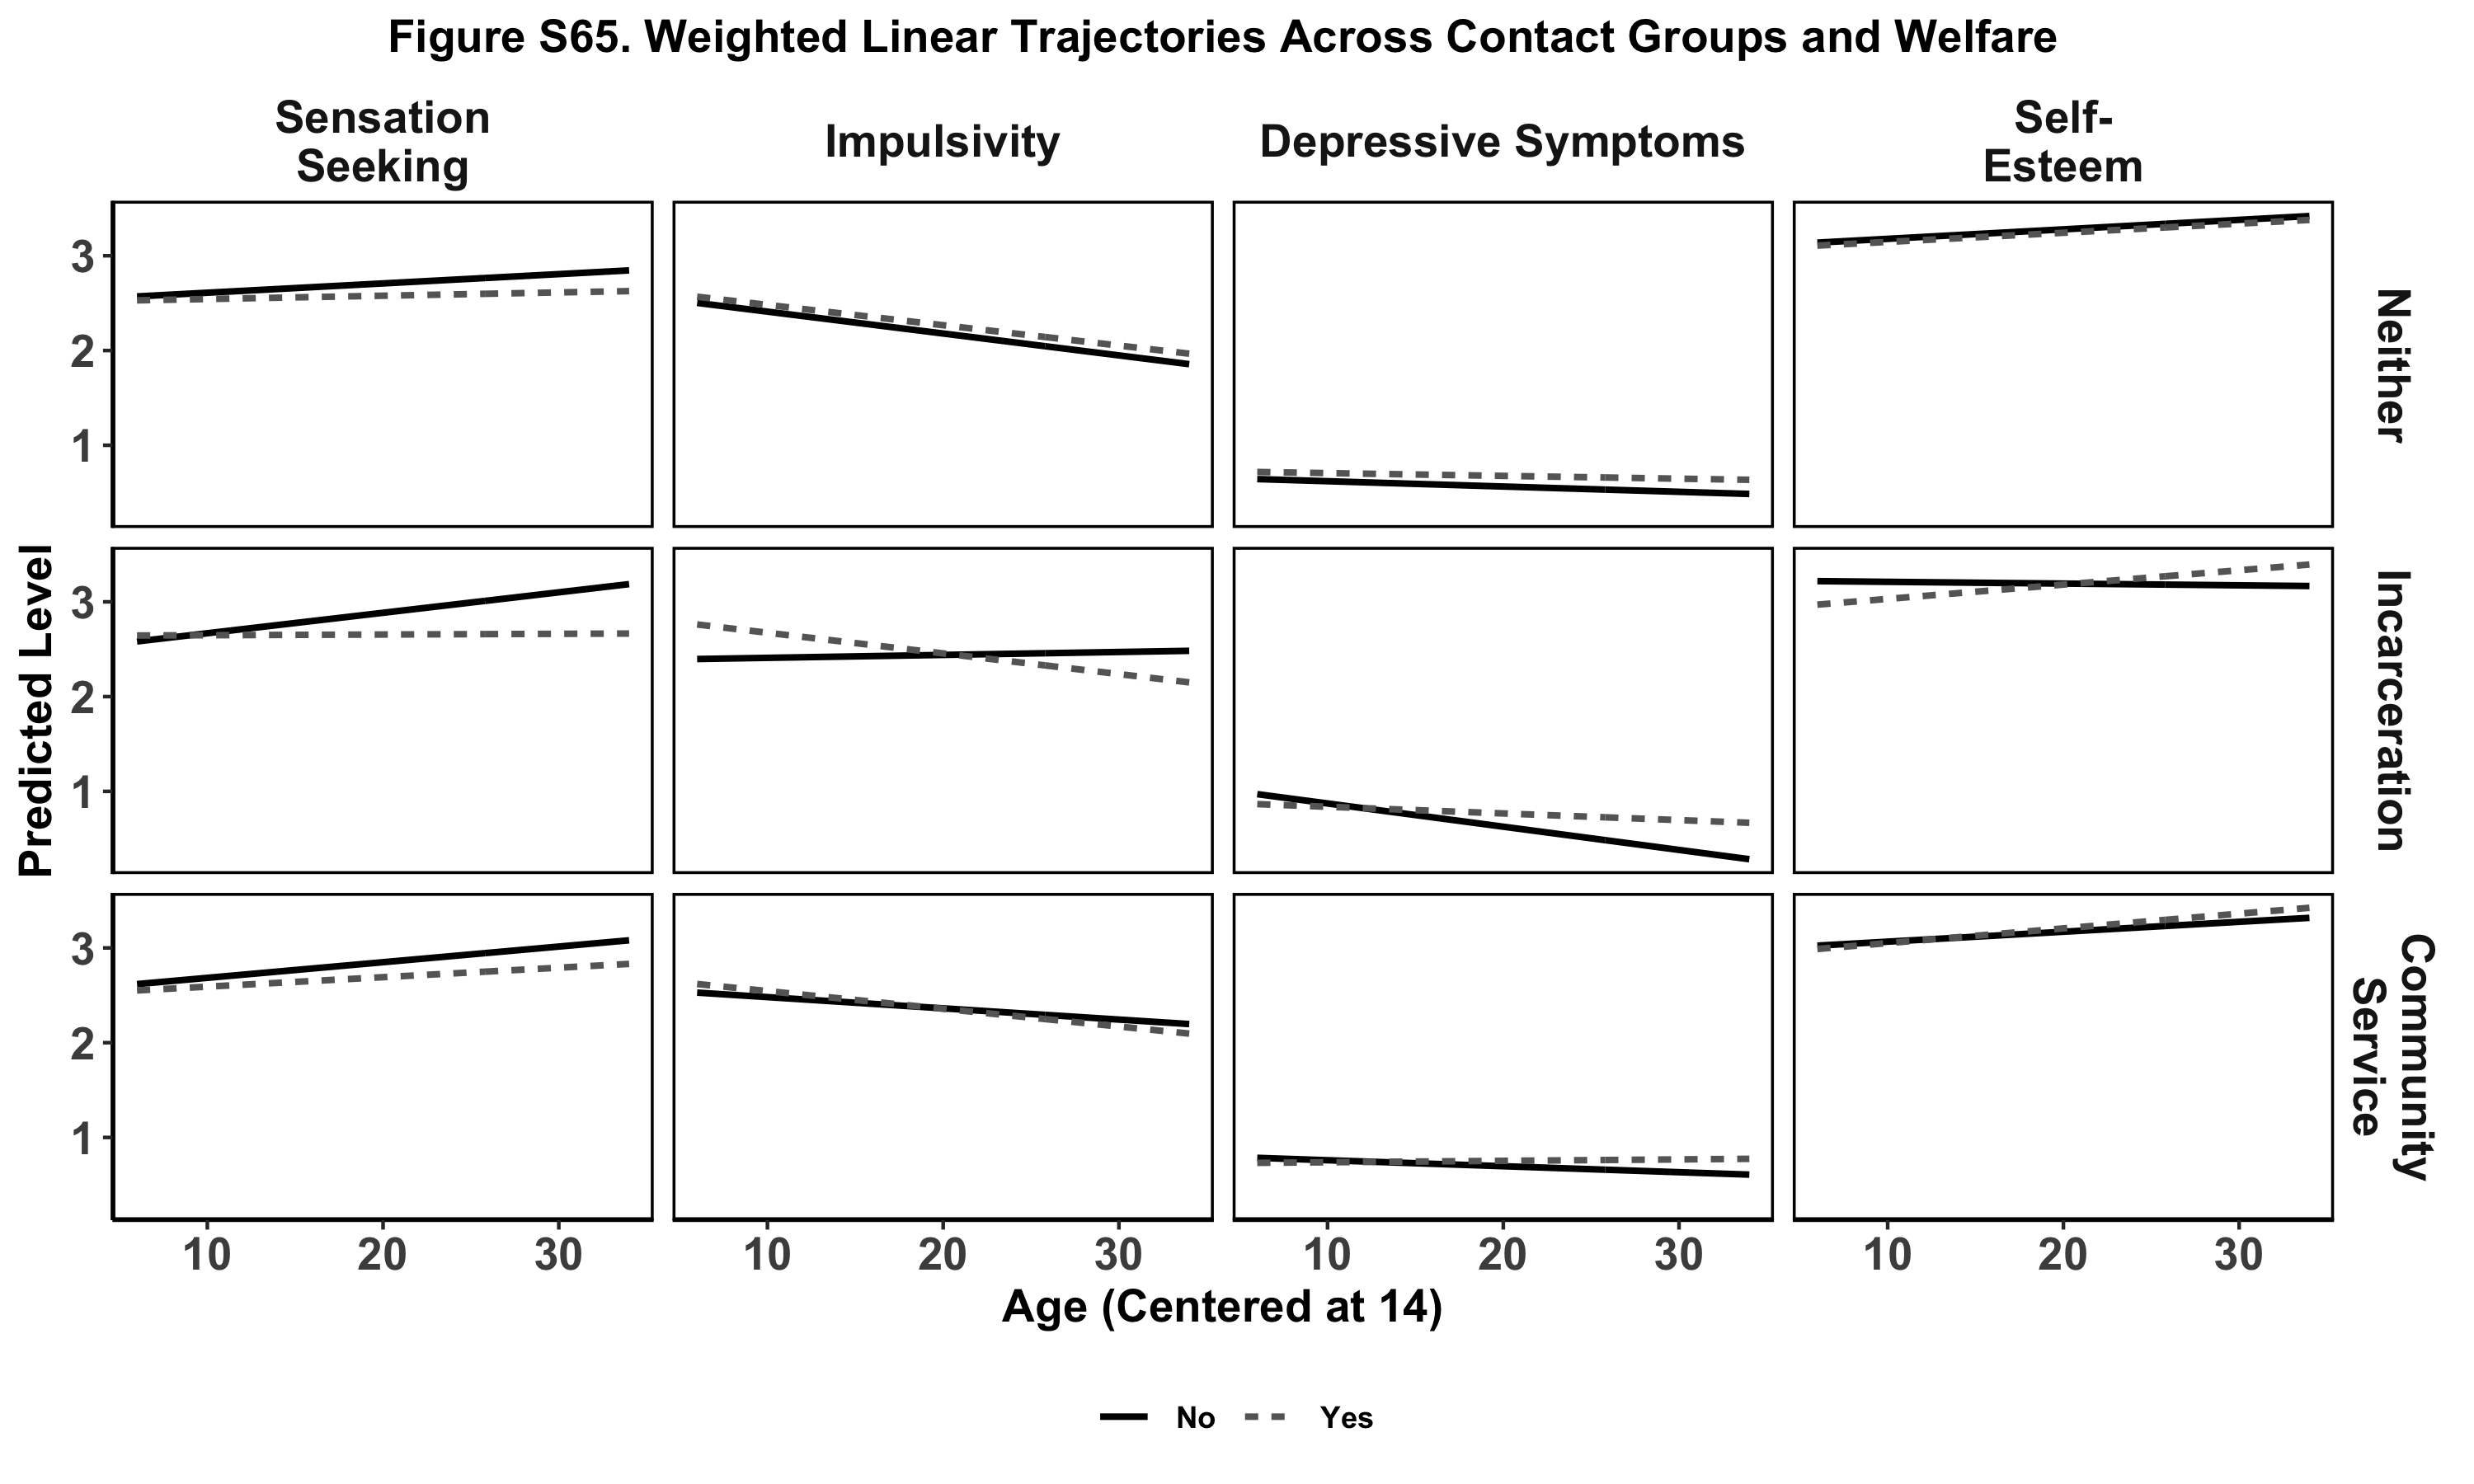 Figure S65. Weighted Linear Trajectories Across Contact Groups and Welfare
Sensation
Seeking
Impulsivity
Depressive Symptoms
Self-
Esteem
3
2
1
Neither
Predicted Level
3
2
1
Incarceration
3
2
1
Community
Service
10 20 30
10 20 30
10 20 30
10 20 30
Age (Centered at 14)
No Yes